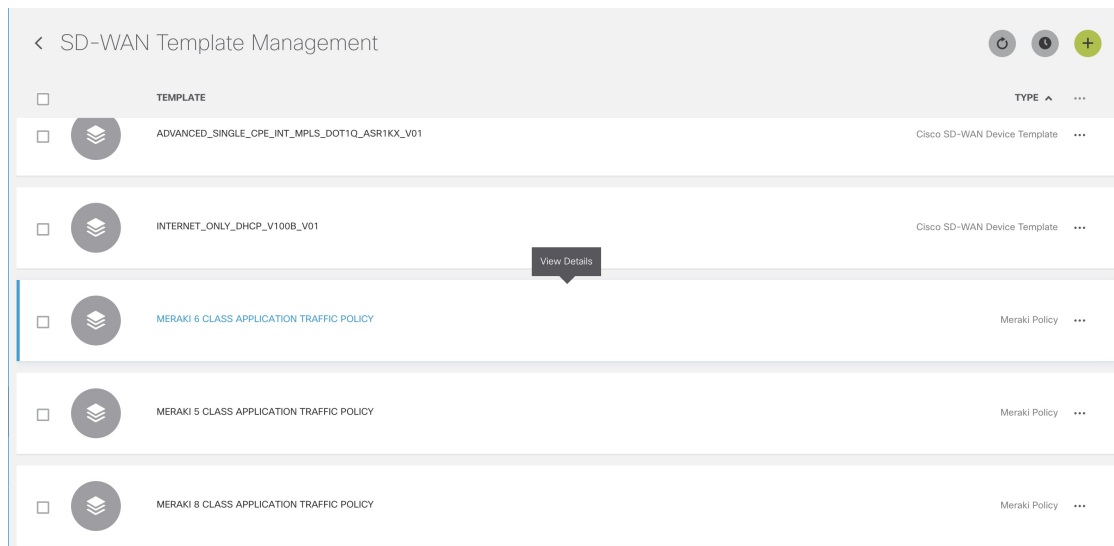 SD-WAN Template Management
TEMPLATE TYPE
ADVANCED_SINGLE_CPE_INT_MPLS_DOT1Q_ASR1KX_V01 Cisco SD-WAN Device Template
INTERNET_ONLY_DHCP_V100B_V01 Cisco SD-WAN Device Template
View Details
MERAKI 6 CLASS APPLICATION TRAFFIC POLICY Meraki Policy
MERAKI 5 CLASS APPLICATION TRAFFIC POLICY Meraki Policy
MERAKI 8 CLASS APPLICATION TRAFFIC POLICY Meraki Policy